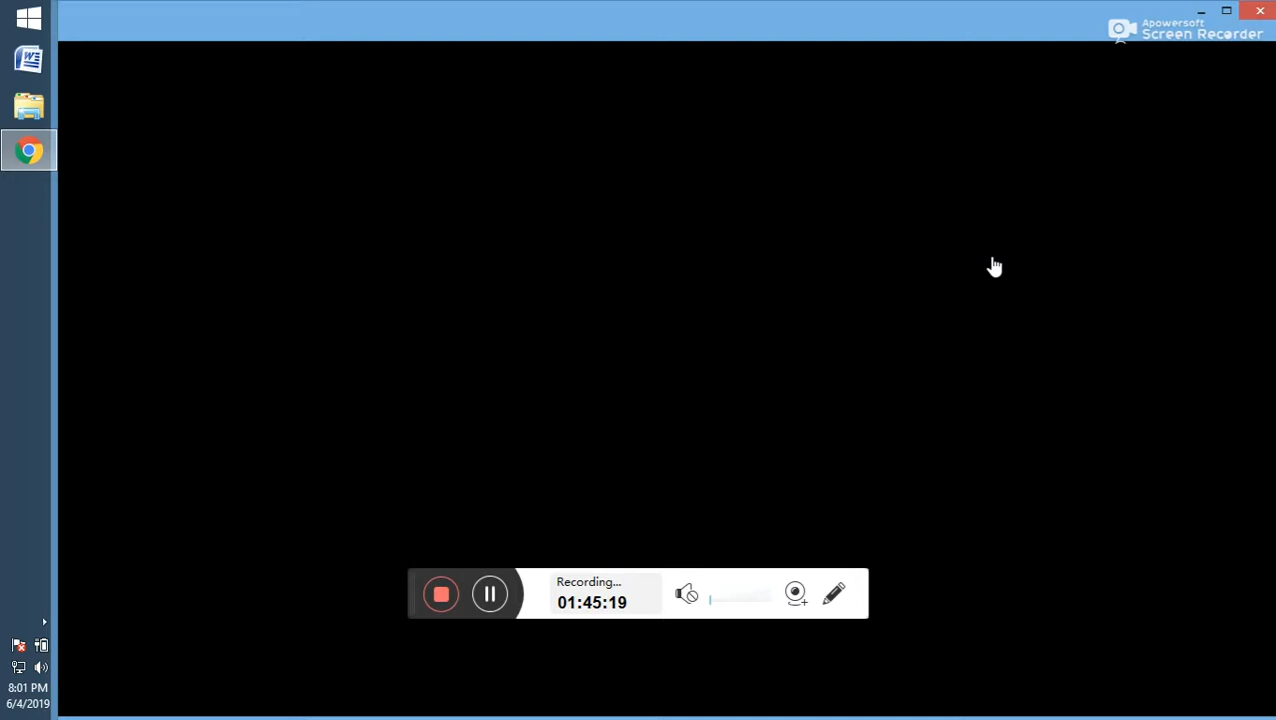 Apowersoft
Screen Recorder
Recording...
01:45:19
8:01 PM
6/4/2019